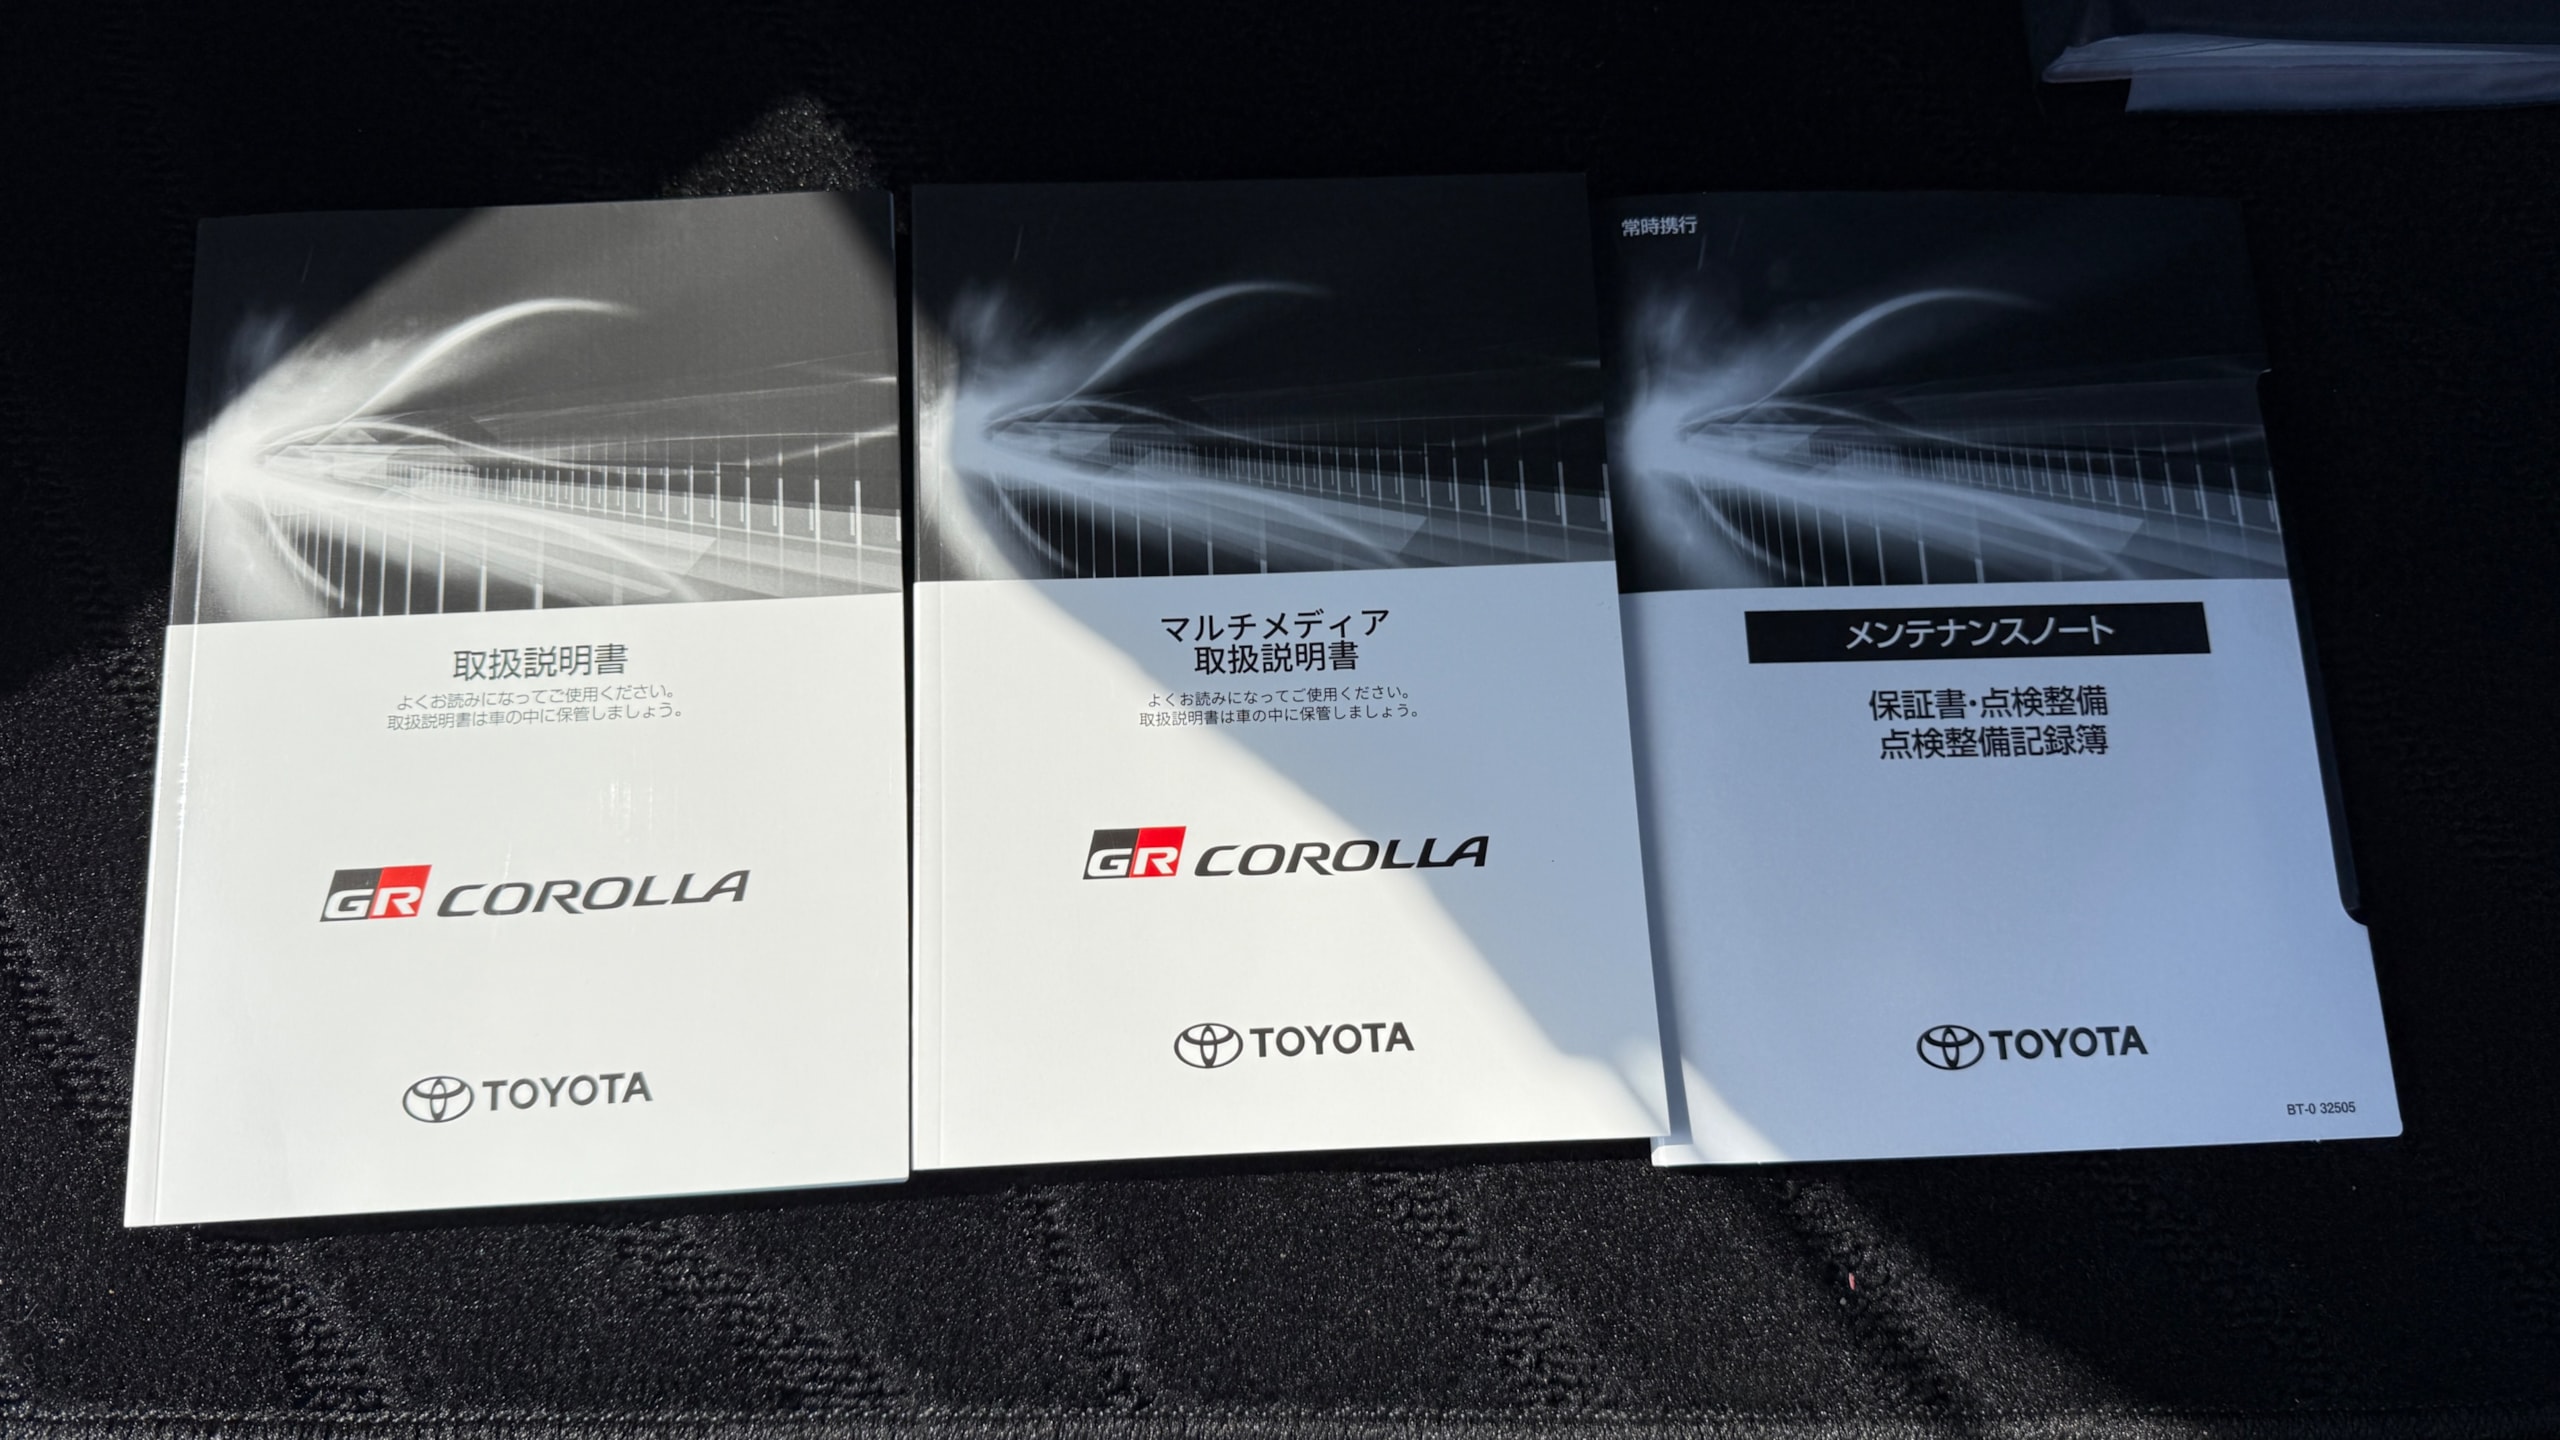 取扱説明書
よくお読みになってご使用ください。
取扱説明書は車の中に保管しましょう。
GR COROLLA
TOYOTA
マルチメディア
取扱説明書
よくお読みになってご使用ください。
取扱説明書は車の中に保管しましょう。
GR COROLLA
TOYOTA
常時携行
メンテナンスノート
保証書・点検整備
点検整備記録簿
TOYOTA
BT-0 32505